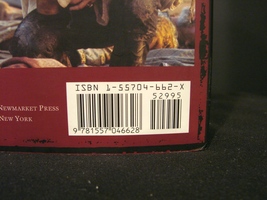 ISBN 1-55704-662-X
52995
NEWMARKET PRESS
NEW YORK
9 781557 046628